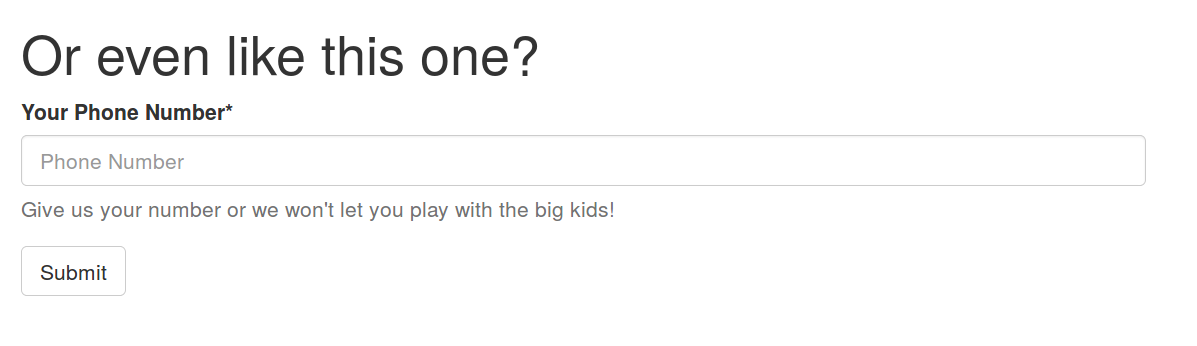 Or even like this one?
Your Phone Number*
Phone Number
Give us your number or we won't let you play with the big kids!
Submit